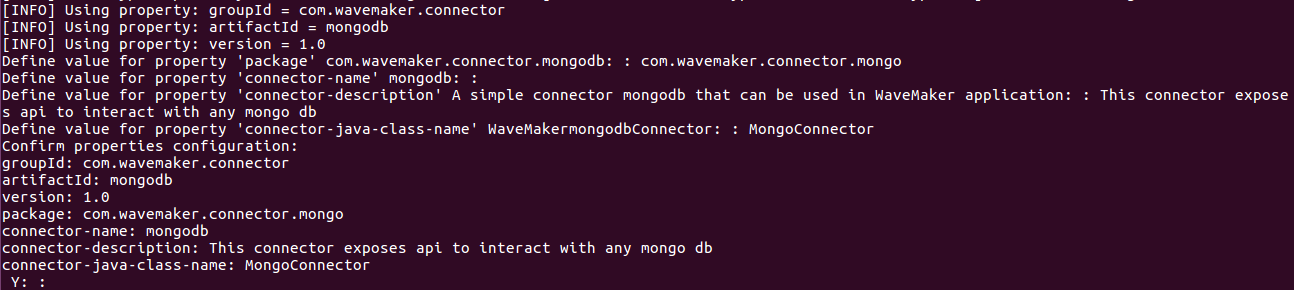 [INFO] Using property: groupId = com.wavemaker.connector
[INFO] Using property: artifactId = mongodb
[INFO] Using property: version = 1.0
Define value for property 'package' com.wavemaker.connector.mongodb: : com.wavemaker.connector.mongo
Define value for property 'connector-name' mongodb: :
Define value for property 'connector-description' A simple connector mongodb that can be used in WaveMaker application: : This connector expose
s api to interact with any mongo db
Define value for property 'connector-java-class-name' WaveMakermongodbConnector: : MongoConnector
Confirm properties configuration:
groupId: com.wavemaker.connector
artifactId: mongodb
version: 1.0
package: com.wavemaker.connector.mongo
connector-name: mongodb
connector-description: This connector exposes api to interact with any mongo db
connector-java-class-name: MongoConnector
 Y: :